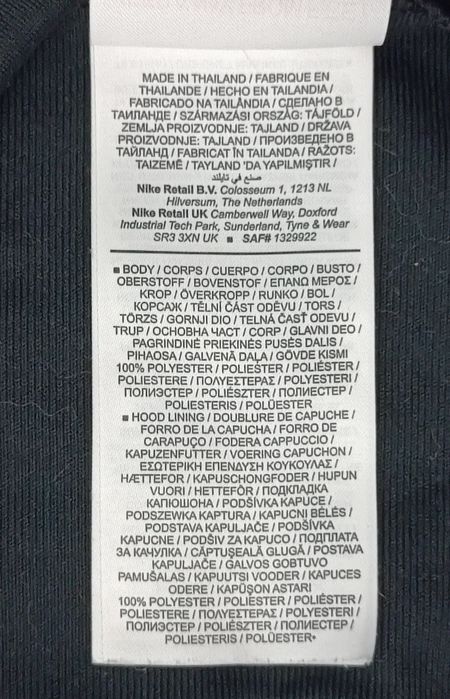 MADE IN THAILAND / FABRIQUE EN
THAILANDE / HECHO EN TAILANDIA /
FABRICADO NA TAILÂNDIA / СДЕЛАНО В
ТАИЛАНДЕ / SZÁRMAZÁSI ORSZÁG: TÁJFÖLD /
ZEMLJA PROIZVODNJE: TAJLAND / DRŽAVA
PROIZVODNJE: TAJLAND / ПРОИЗВЕДЕНО В
ТАЙЛАНД / FABRICAT ÎN TAILANDA / RAŽOTS:
TAIZEMĒ / TAYLAND 'DA YAPILMIŞTIR /
صنع في تايلند
Nike Retail B.V. Colosseum 1, 1213 NL
Hilversum, The Netherlands
Nike Retail UK Camberwell Way, Doxford
Industrial Tech Park, Sunderland, Tyne & Wear
SR3 3XN UK ■ SAF# 1329922
■ BODY / CORPS / CUERPO / CORPO / BUSTO /
OBERSTOFF / BOVENSTOF / ΕΠΑΝΩ ΜΕΡΟΣ /
KROP / ÖVERKROPP / RUNKO / BOL /
КОРСАЖ / TĚLNÍ ČÁST ODĚVU / TORS /
TÖRZS / GORNJI DIO / TELNÁ ČASŤ ODEVU /
TRUP / ОСНОВНА ЧАСТ / CORP / GLAVNI DEO /
PAGRINDINĖ PRIEKINĖS PUSĖS DALIS /
PIHAOSA / GALVENĀ DAĻA / GÖVDE KISMI
100% POLYESTER / POLIEŠTER / POLIÉSTER /
POLIESTERE / ΠΟΛΥΕΣΤΕΡΑΣ / POLYESTERI /
ПОЛИЭСТЕР / POLIÉSZTER / ПОЛИЕСТЕР /
POLIESTERIS / POLÜESTER
■ HOOD LINING / DOUBLURE DE CAPUCHE /
FORRO DE LA CAPUCHA / FORRO DE
CARAPUÇO / FODERA CAPPUCCIO /
KAPUZENFUTTER / VOERING CAPUCHON /
ΕΣΩΤΕΡΙΚΗ ΕΠΕΝΔΥΣΗ ΚΟΥΚΟΥΛΑΣ /
HÆTTEFOR / KAPUSCHONGFODER / HUPUN
VUORI / HETTEFÔR / ПОДКЛАДКА
КАПЮШОНА / PODŠÍVKA KAPUCE /
PODSZEWKA KAPTURA / KAPUCNI BÉLÉS /
PODSTAVA KAPULJAČE / PODŠÍVKA
KAPUCNE / PODŠIV ZA KAPUCO / ПОДПЛАТА
ЗА КАЧУЛКА / CĂPTUŞEALĂ GLUGĂ / POSTAVA
KAPULJAČE / GALVOS GOBTUVO
PAMUŠALAS / KAPUUTSI VOODER / KAPUCES
ODERE / KAPÜŞON ASTARI
100% POLYESTER / POLIESTER / POLIÉSTER /
POLIESTERE / ΠΟΛΥΕΣΤΕΡΑΣ / POLYESTERI /
ПОЛИЭСТЕР / POLIÉSZTER / ПОЛИЕСТЕР /
POLIESTERIS / POLÜESTER•